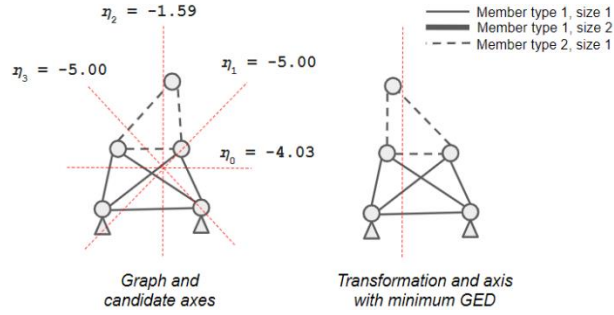 η2 = -1.59
Member type 1, size 1
Member type 1, size 2
Member type 2, size 1
η3 = -5.00
η1 = -5.00
η0 = -4.03
Graph and
candidate axes
Transformation and axis
with minimum GED